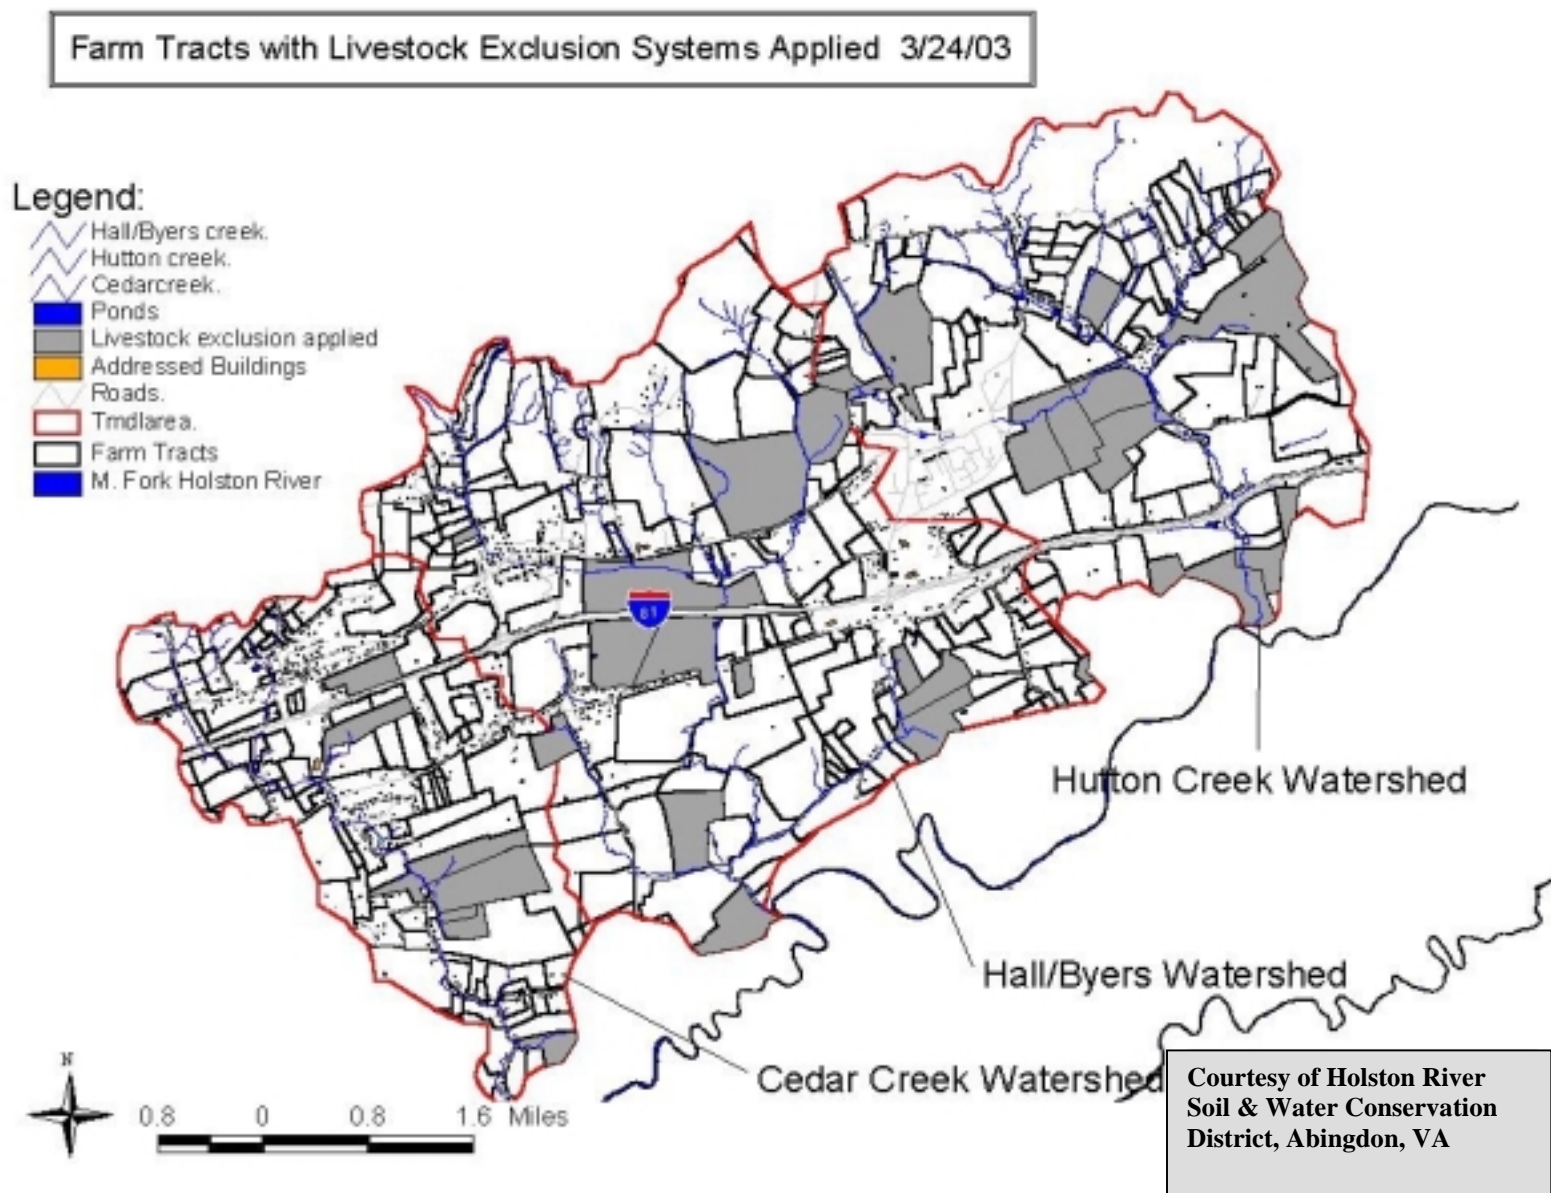 Farm Tracts with Livestock Exclusion Systems Applied 3/24/03
Legend:
Hall/Byers creek.
Hutton creek.
Cedarcreek.
Ponds
Livestock exclusion applied
Addressed Buildings
Roads.
Tmdlarea.
Farm Tracts
M. Fork Holston River
81
Hutton Creek Watershed
Hall/Byers Watershed
Cedar Creek Watershed
N
0.8 0 0.8 1.6 Miles
Courtesy of Holston River
Soil & Water Conservation
District, Abingdon, VA